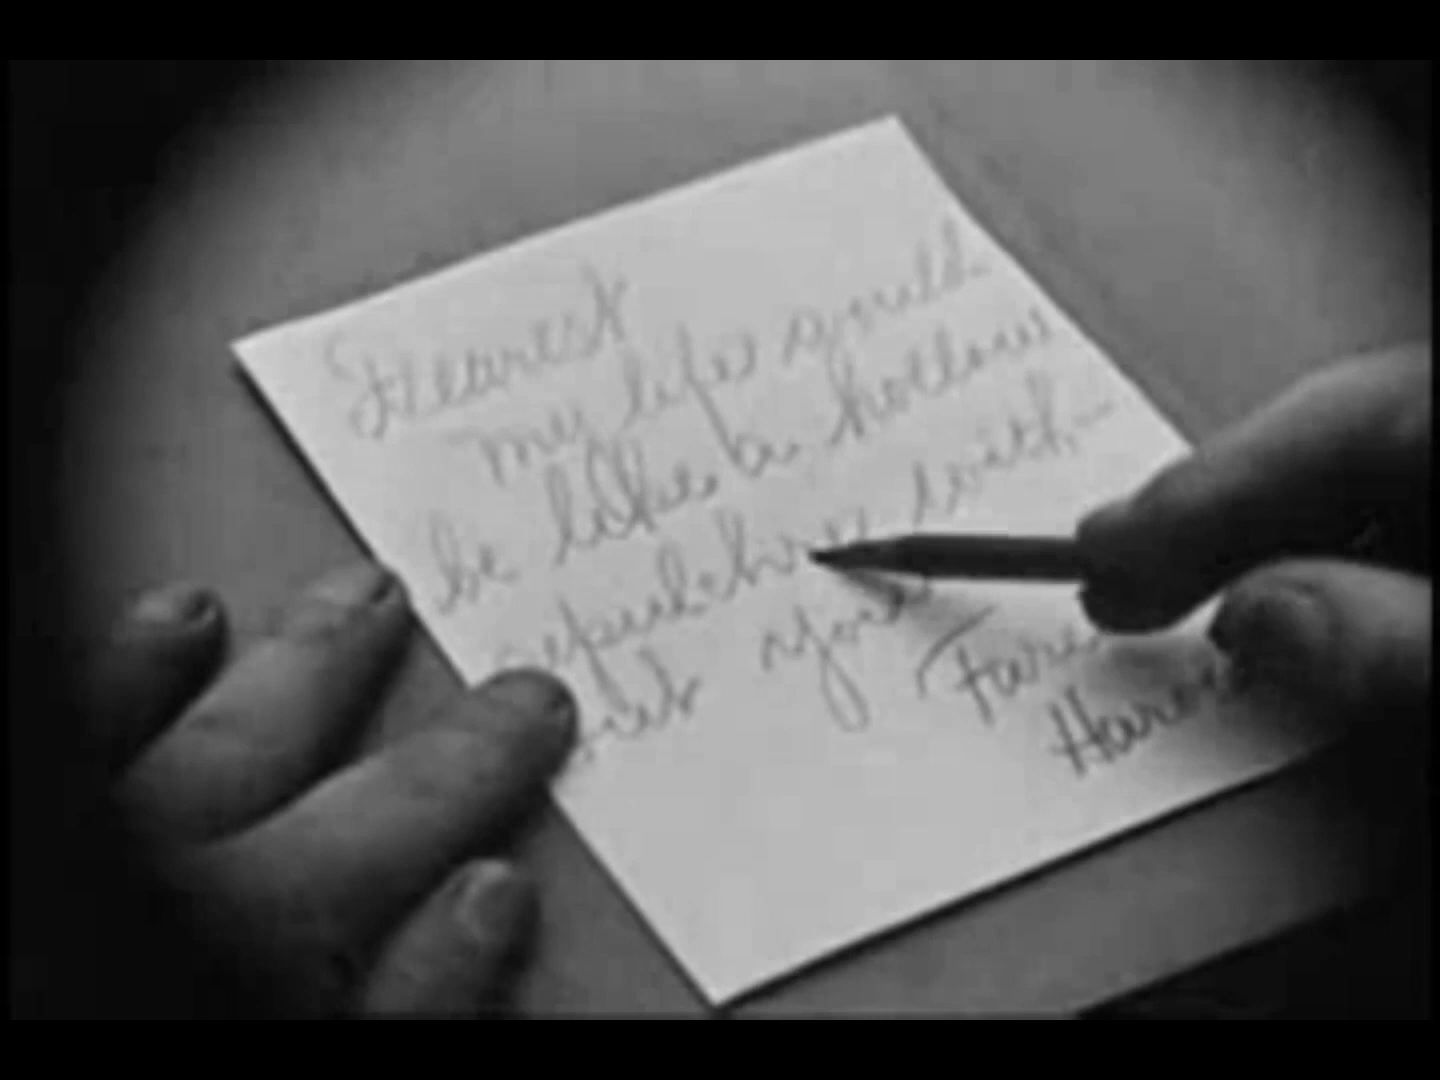 Dearest
my life would
be like a hollow
sepulchre with-
out you